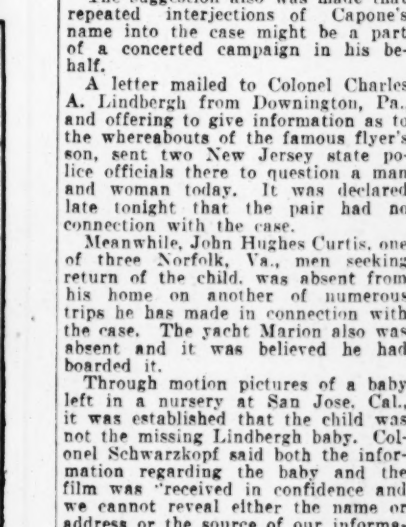 The suggestion also was made that
repeated interjections of Capone's
name into the case might be a part
of a concerted campaign in his be-
half.
A letter mailed to Colonel Charles
A. Lindbergh from Downington, Pa.,
and offering to give information as to
the whereabouts of the famous flyer's
son, sent two New Jersey state po-
lice officials there to question a man
and woman today. It was declared
late tonight that the pair had no
connection with the case.
Meanwhile, John Hughes Curtis, one
of three Norfolk, Va., men seeking
return of the child, was absent from
his home on another of numerous
trips he has made in connection with
the case. The yacht Marion also was
absent and it was believed he had
boarded it.
Through motion pictures of a baby
left in a nursery at San Jose, Cal.,
it was established that the child was
not the missing Lindbergh baby. Col-
onel Schwarzkopf said both the infor-
mation regarding the baby and the
film was "received in confidence and
we cannot reveal either the name or
address or the source of our informa-